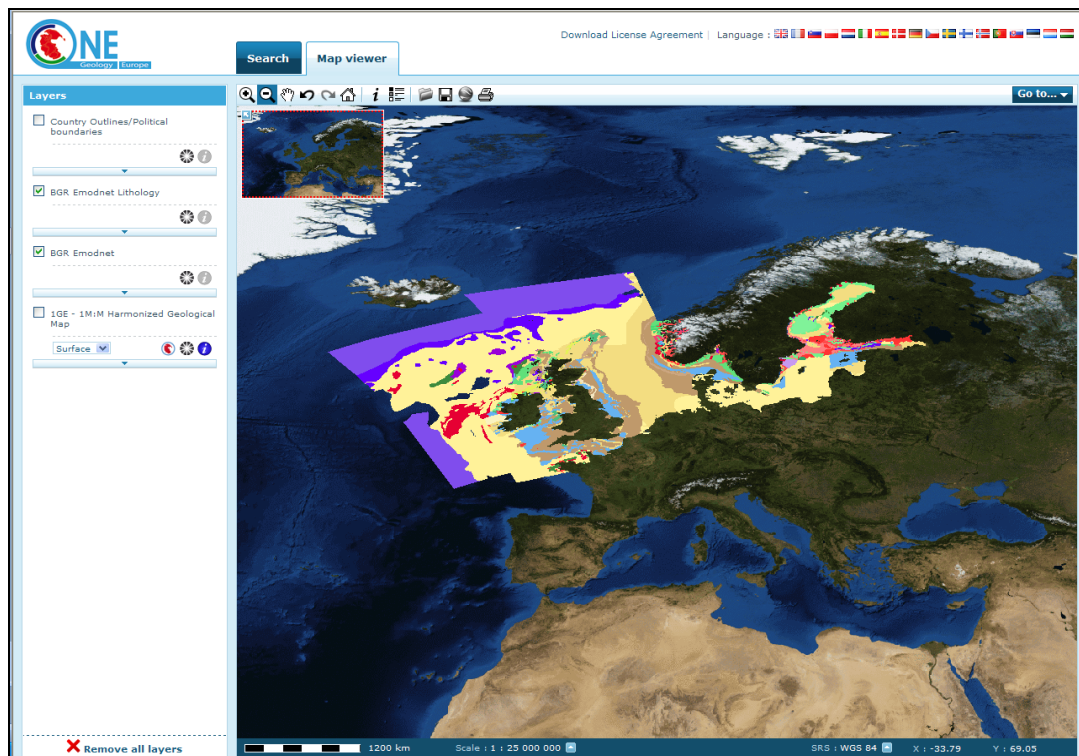 ONE
Geology Europe
Download License Agreement | Language :
Search
Map viewer
Layers
Go to...
Country Outlines/Political
boundaries
BGR Emodnet Lithology
BGR Emodnet
1GE - 1M:M Harmonized Geological
Map
Surface
Remove all layers
1200 km
Scale : 1 : 25 000 000
SRS : WGS 84
X : -33.79
Y : 69.05